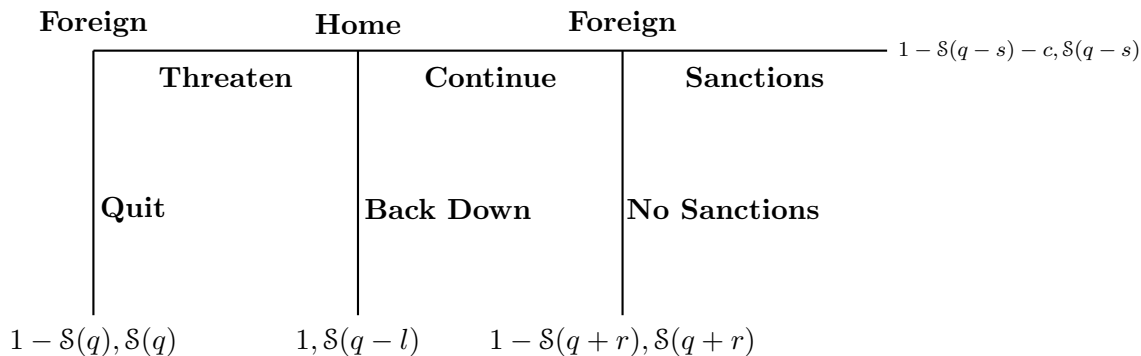 Foreign Home Foreign
1 − 𝒮(q − s) − c, 𝒮(q − s)
Threaten Continue Sanctions
Quit Back Down No Sanctions
1 − 𝒮(q), 𝒮(q) 1, 𝒮(q − l) 1 − 𝒮(q + r), 𝒮(q + r)